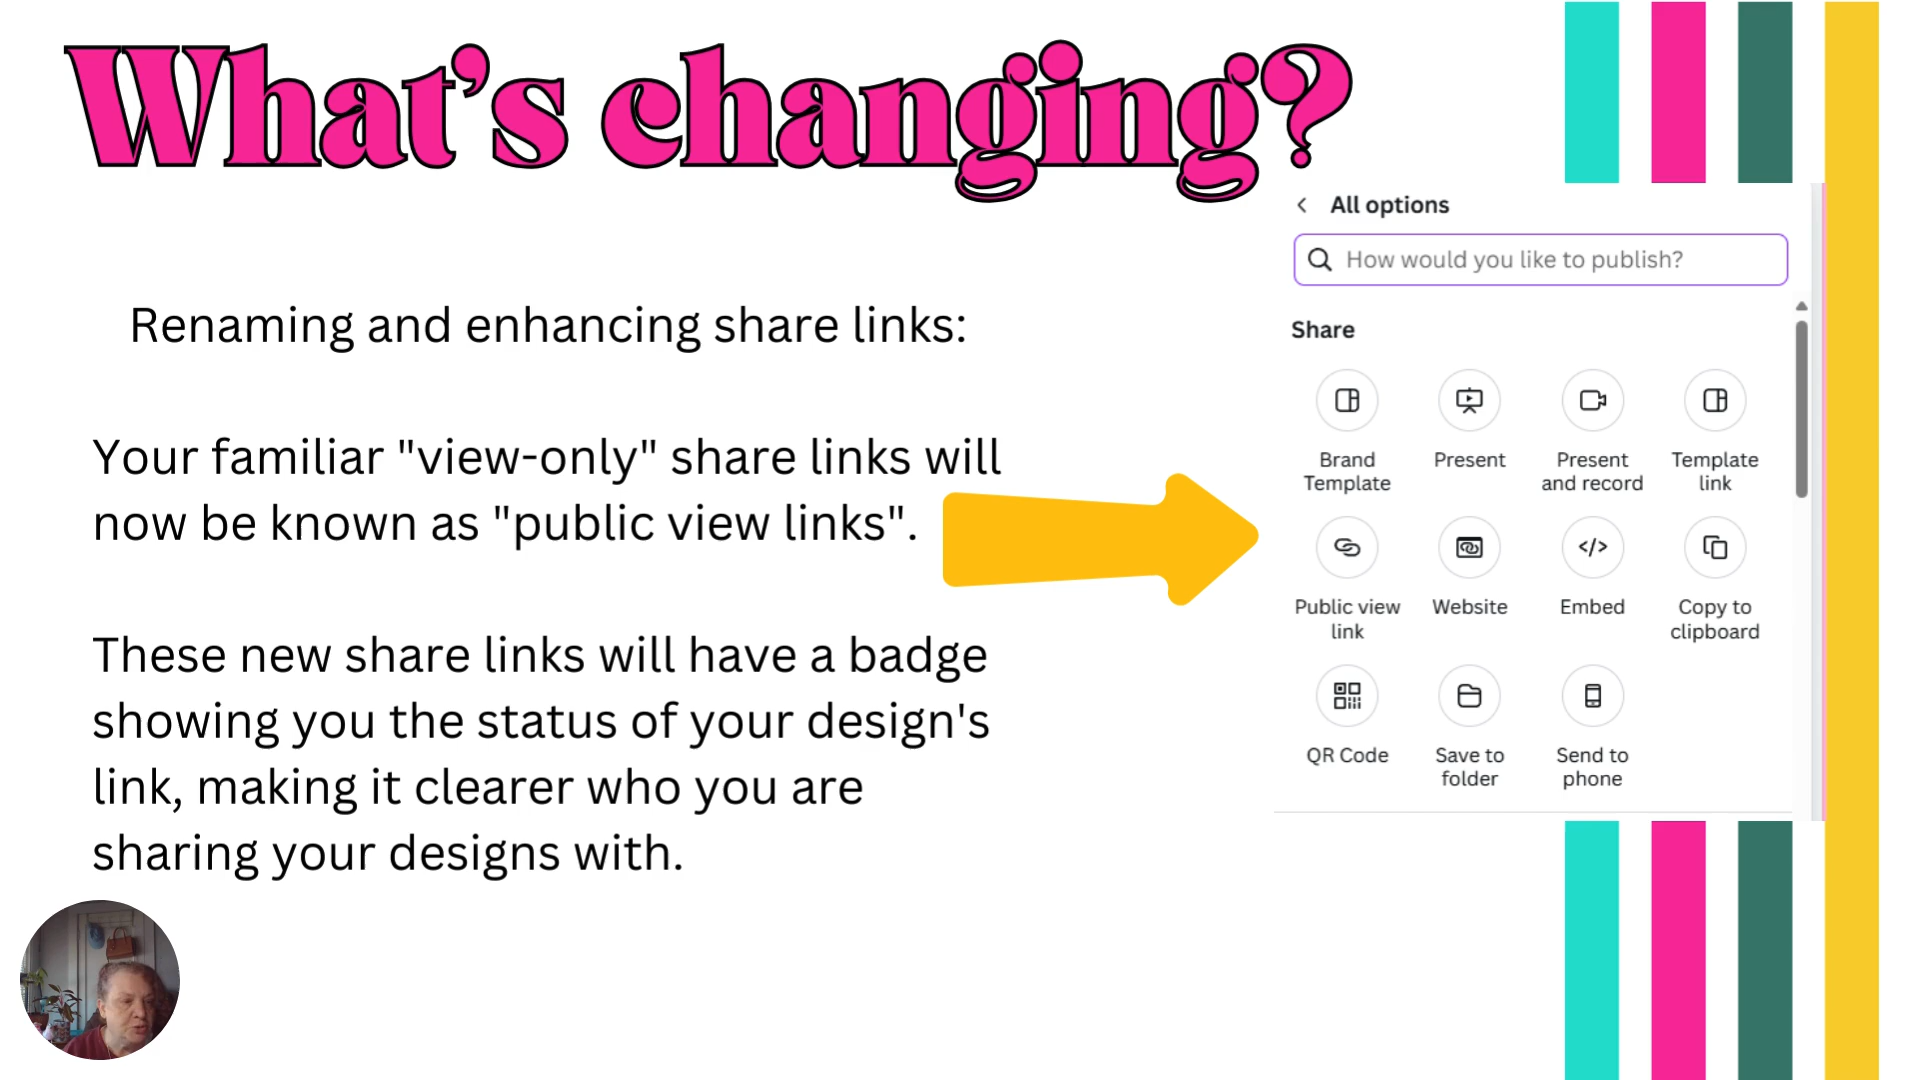 What's changing?
Renaming and enhancing share links:
Your familiar "view-only" share links will
now be known as "public view links".
These new share links will have a badge
showing you the status of your design's
link, making it clearer who you are
sharing your designs with.
All options
How would you like to publish?
Share
Brand
Template
Present
Present
and record
Template
link
Public view
link
Website
Embed
Copy to
clipboard
QR Code
Save to
folder
Send to
phone